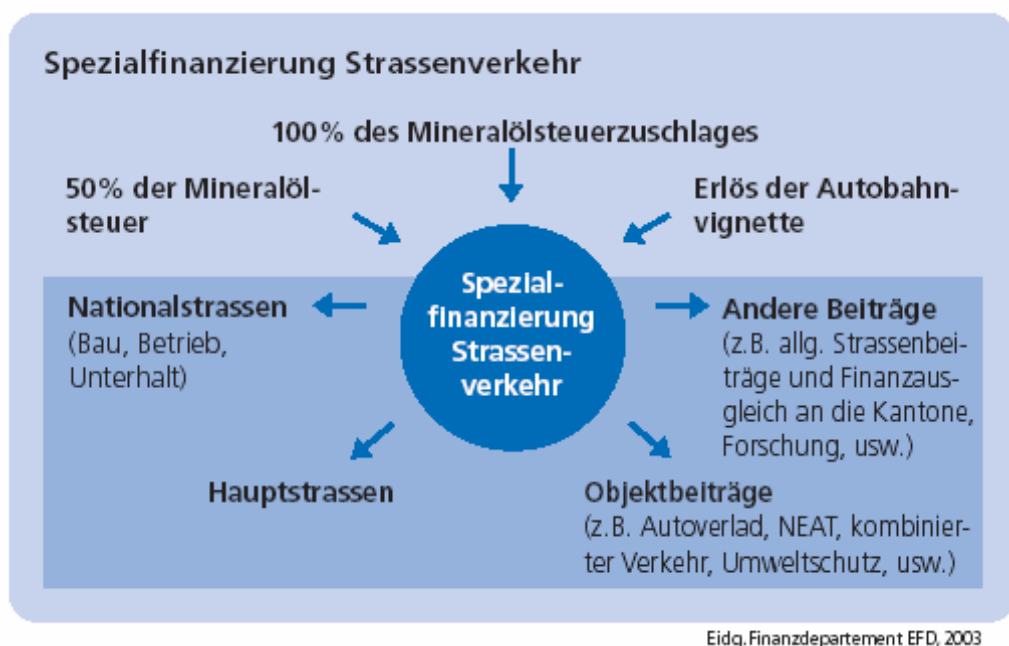 Spezialfinanzierung Strassenverkehr
100% des Mineralölsteuerzuschlages
50% der Mineralöl-
steuer
Erlös der Autobahn-
vignette
Spezial-
finanzierung
Strassen-
verkehr
Nationalstrassen
(Bau, Betrieb,
Unterhalt)
Andere Beiträge
(z.B. allg. Strassenbei-
träge und Finanzaus-
gleich an die Kantone,
Forschung, usw.)
Hauptstrassen
Objektbeiträge
(z.B. Autoverlad, NEAT, kombinier-
ter Verkehr, Umweltschutz, usw.)
Eidg. Finanzdepartement EFD, 2003